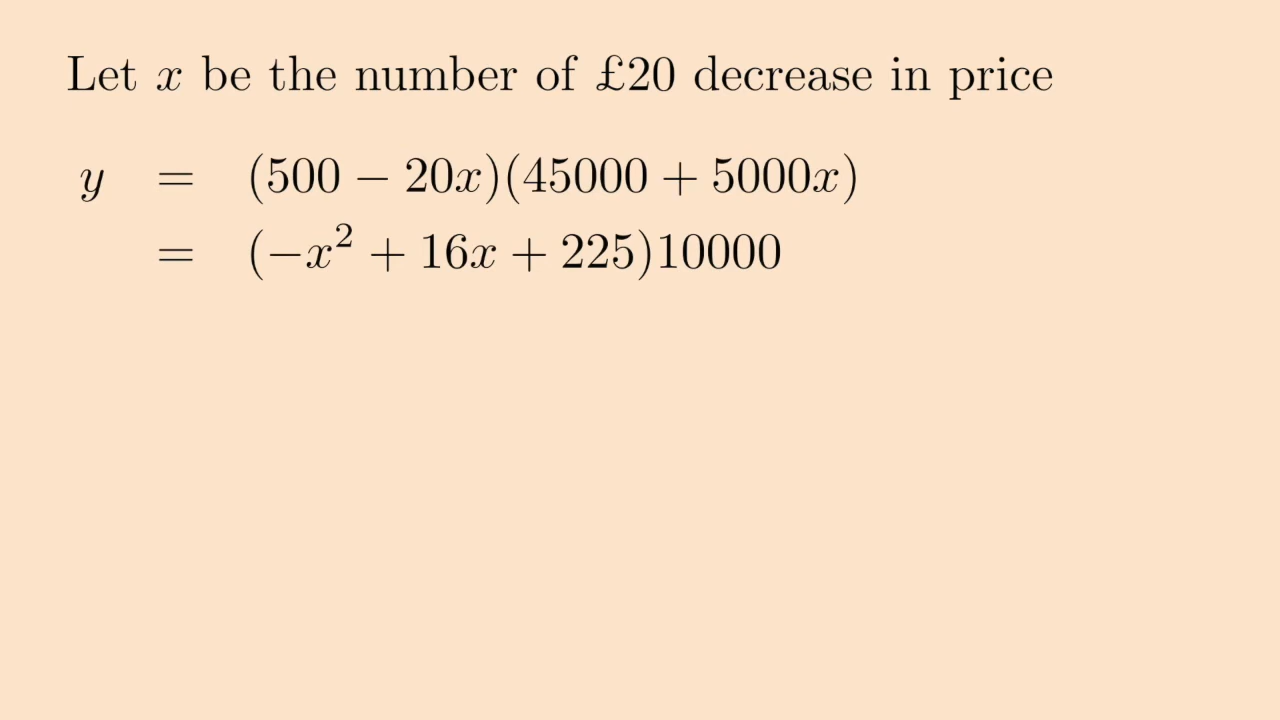 Let x be the number of £20 decrease in price
y = (500 − 20x)(45000 + 5000x)
= (−x² + 16x + 225)10000